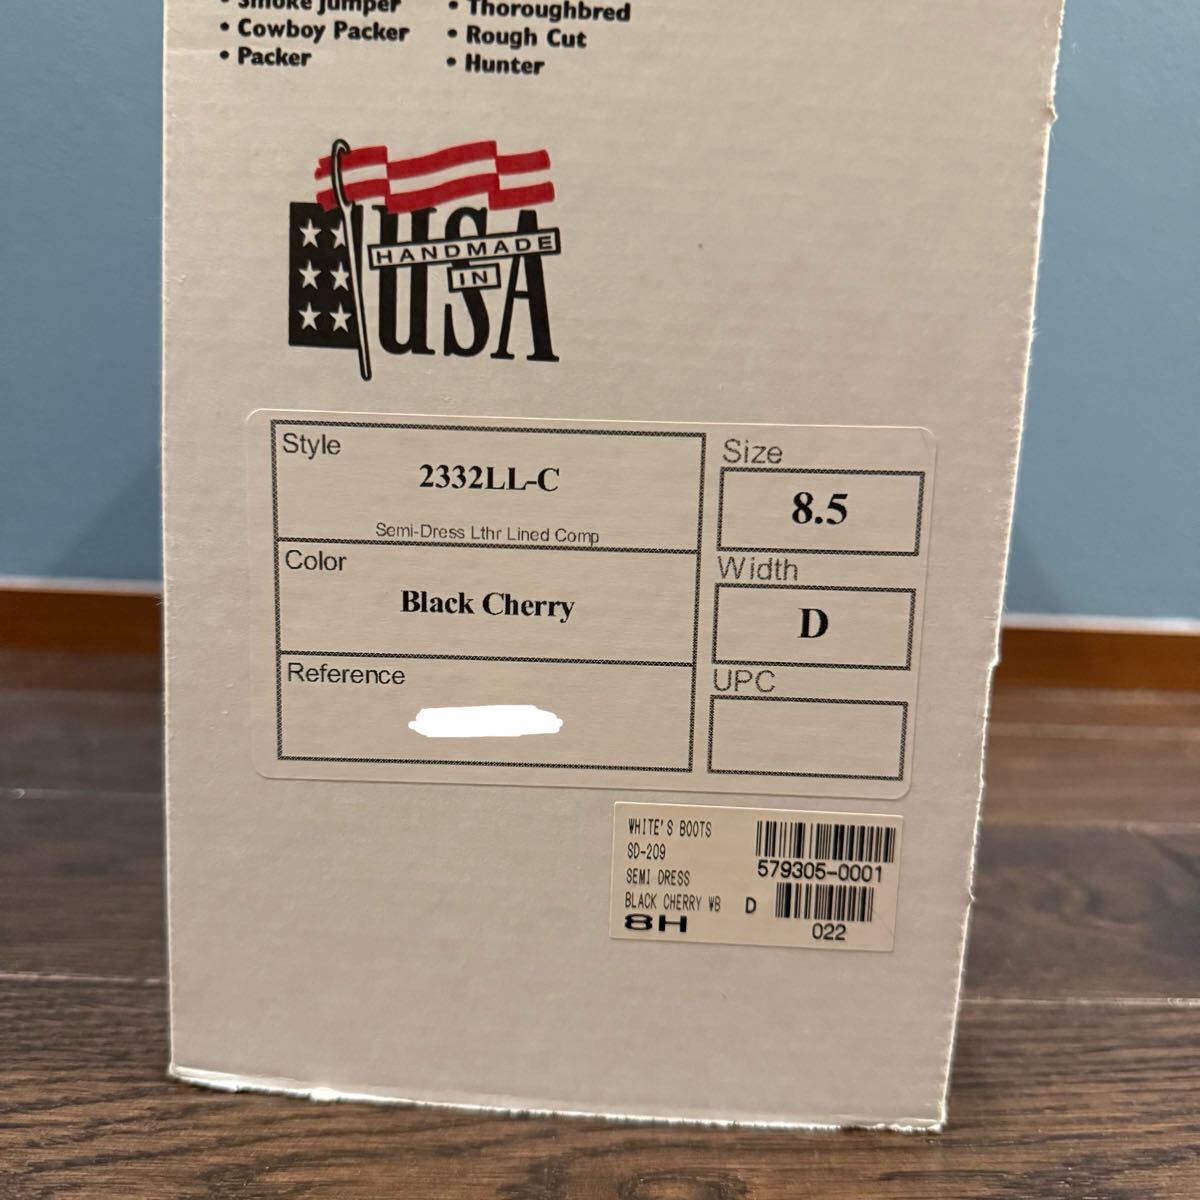 • Smoke Jumper
• Cowboy Packer
• Packer
• Thoroughbred
• Rough Cut
• Hunter
USA
HANDMADE
IN
Style
2332LL-C
Semi-Dress Lthr Lined Comp
Color
Black Cherry
Reference
Size
8.5
Width
D
UPC
WHITE'S BOOTS
SD-209
SEMI DRESS
BLACK CHERRY WB D
8H
579305-0001
022